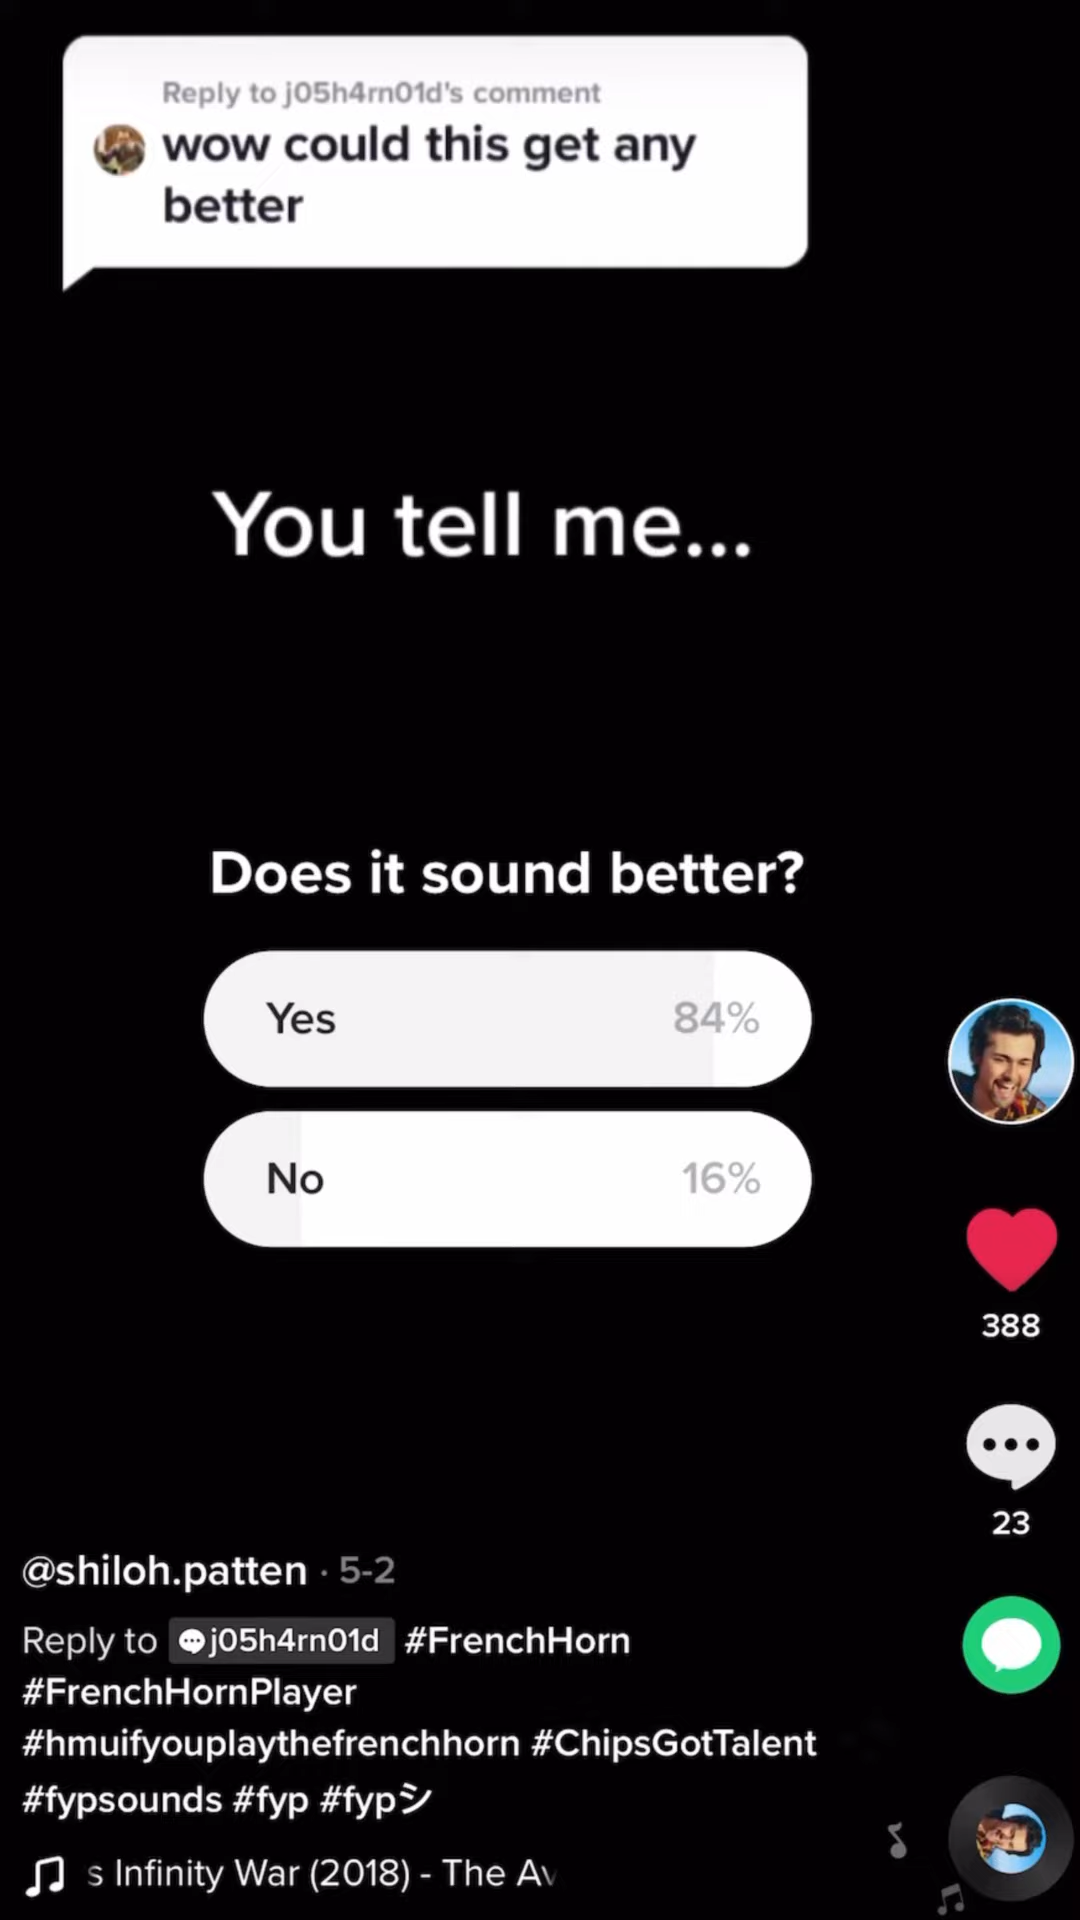 Reply to j05h4rn01d's comment
wow could this get any
better
You tell me...
Does it sound better?
Yes 84%
No 16%
388
23
@shiloh.patten · 5-2
Reply to j05h4rn01d #FrenchHorn
#FrenchHornPlayer
#hmuifyouplaythefrenchhorn #ChipsGotTalent
#fypsounds #fyp #fypシ
s Infinity War (2018) - The Av